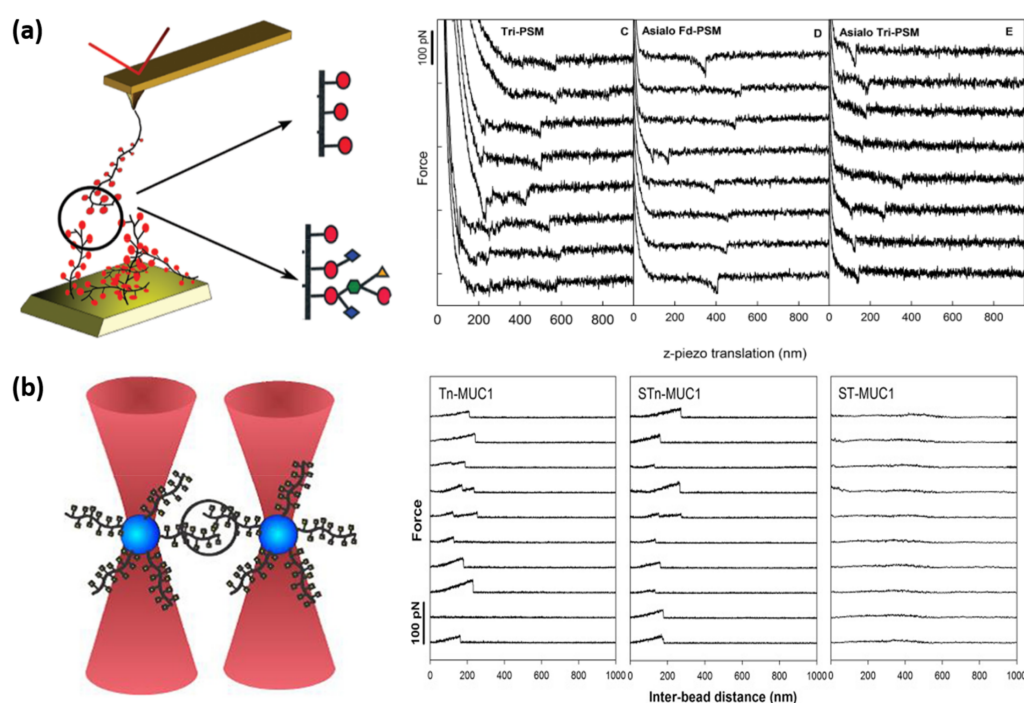 (a)
100 pN
Force
Tri-PSM C
Asialo Fd-PSM D
Asialo Tri-PSM E
0 200 400 600 800 0 200 400 600 800 0 200 400 600 800
z-piezo translation (nm)
(b)
Force
100 pN
Tn-MUC1
STn-MUC1
ST-MUC1
0 200 400 600 800 0 200 400 600 800 0 200 400 600 800 1000
Inter-bead distance (nm)